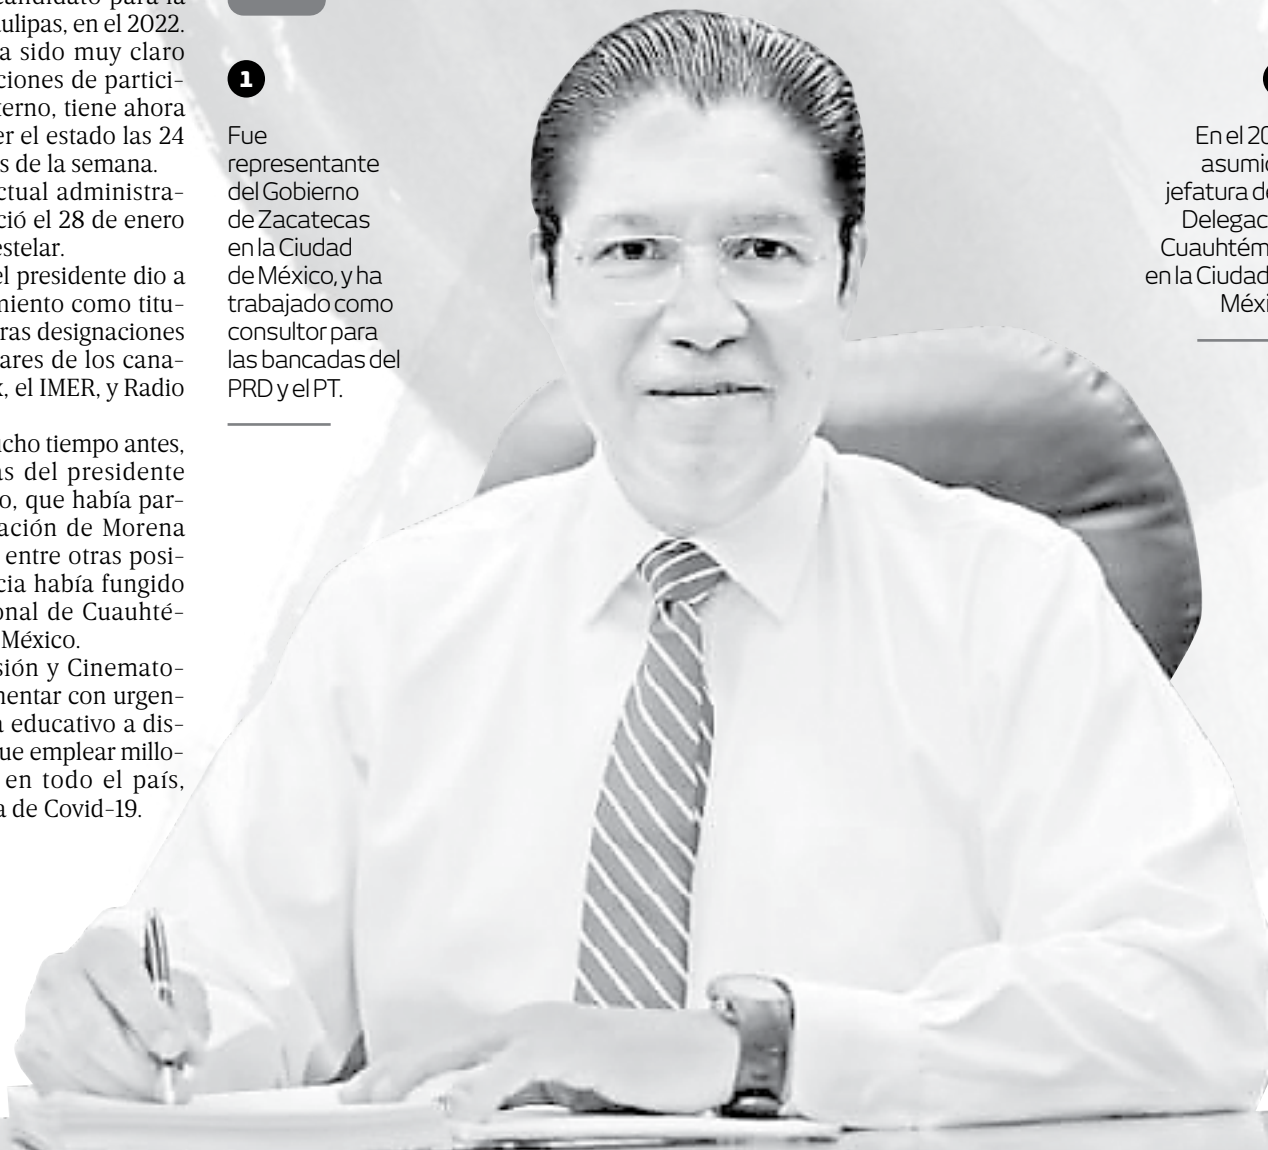 ulipas, en el 2022.
a sido muy claro
ciones de partici-
terno, tiene ahora
er el estado las 24
s de la semana.
ctual administra-
ció el 28 de enero
estelar.
el presidente dio a
miento como titu-
ras designaciones
ares de los cana-
x, el IMER, y Radio
ucho tiempo antes,
as del presidente
o, que había par-
ación de Morena
entre otras posi-
cia había fungido
onal de Cuauhté-
México.
sión y Cinemato-
mentar con urgen-
a educativo a dis-
que emplear millo-
en todo el país,
a de Covid-19.
1
Fue
representante
del Gobierno
de Zacatecas
en la Ciudad
de México, y ha
trabajado como
consultor para
las bancadas del
PRD y el PT.
En el 20
asumió
jefatura de
Delegac
Cuauhtém
en la Ciudad
Méxi